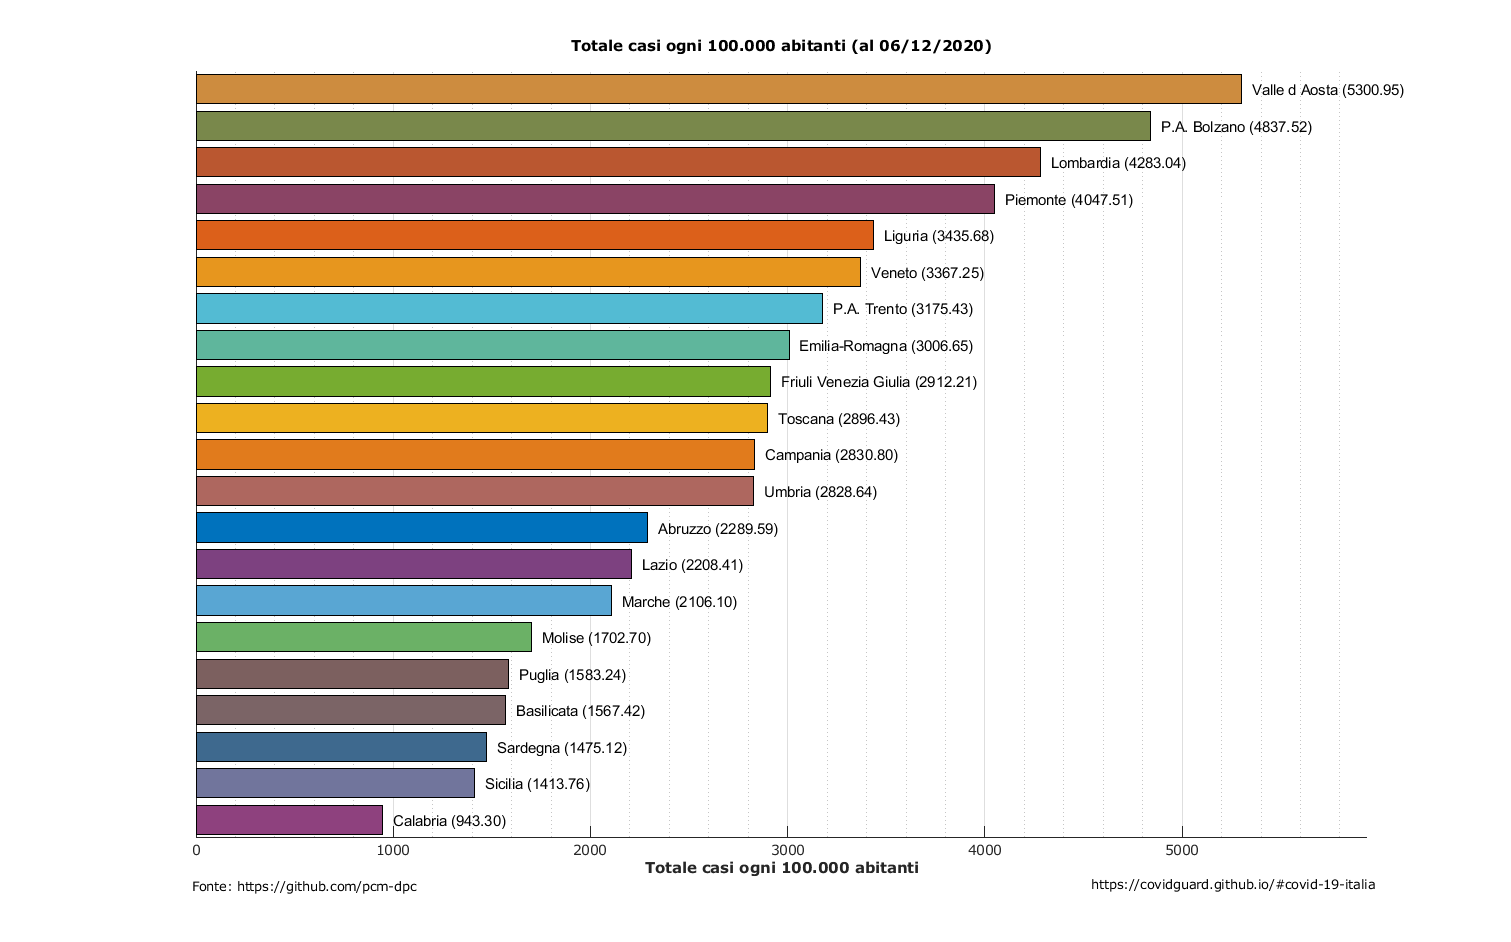 Totale casi ogni 100.000 abitanti (al 06/12/2020)
Valle d Aosta (5300.95)
P.A. Bolzano (4837.52)
Lombardia (4283.04)
Piemonte (4047.51)
Liguria (3435.68)
Veneto (3367.25)
P.A. Trento (3175.43)
Emilia-Romagna (3006.65)
Friuli Venezia Giulia (2912.21)
Toscana (2896.43)
Campania (2830.80)
Umbria (2828.64)
Abruzzo (2289.59)
Lazio (2208.41)
Marche (2106.10)
Molise (1702.70)
Puglia (1583.24)
Basilicata (1567.42)
Sardegna (1475.12)
Sicilia (1413.76)
Calabria (943.30)
0 1000 2000 3000 4000 5000
Totale casi ogni 100.000 abitanti
Fonte: https://github.com/pcm-dpc
https://covidguard.github.io/#covid-19-italia